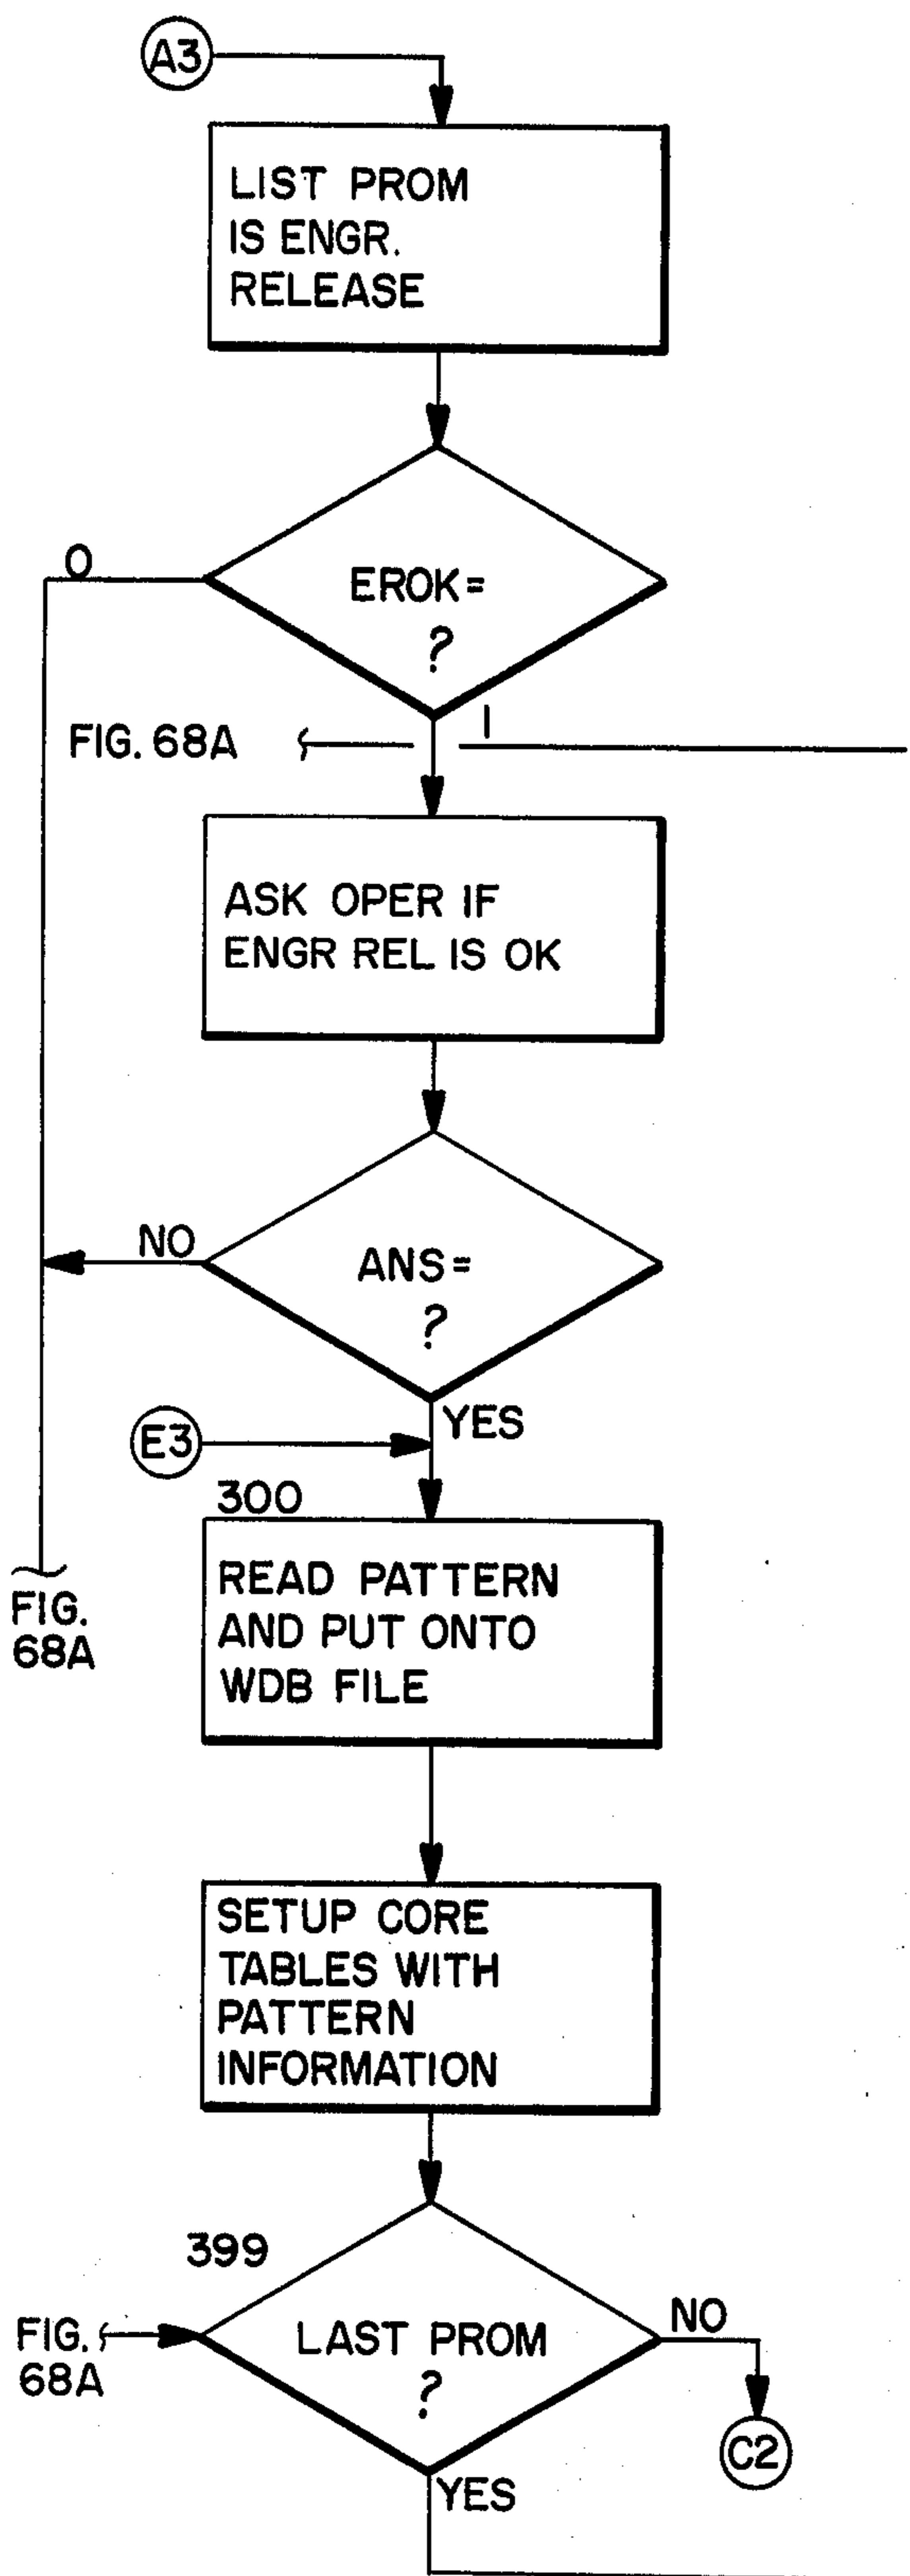 A3
LIST PROM
IS ENGR.
RELEASE
O
EROK=
?
1
FIG. 68A
ASK OPER IF
ENGR REL IS OK
NO
ANS=
?
YES
E3
300
READ PATTERN
AND PUT ONTO
WDB FILE
FIG.
68A
SETUP CORE
TABLES WITH
PATTERN
INFORMATION
399
FIG.
68A
LAST PROM
?
NO
C2
YES